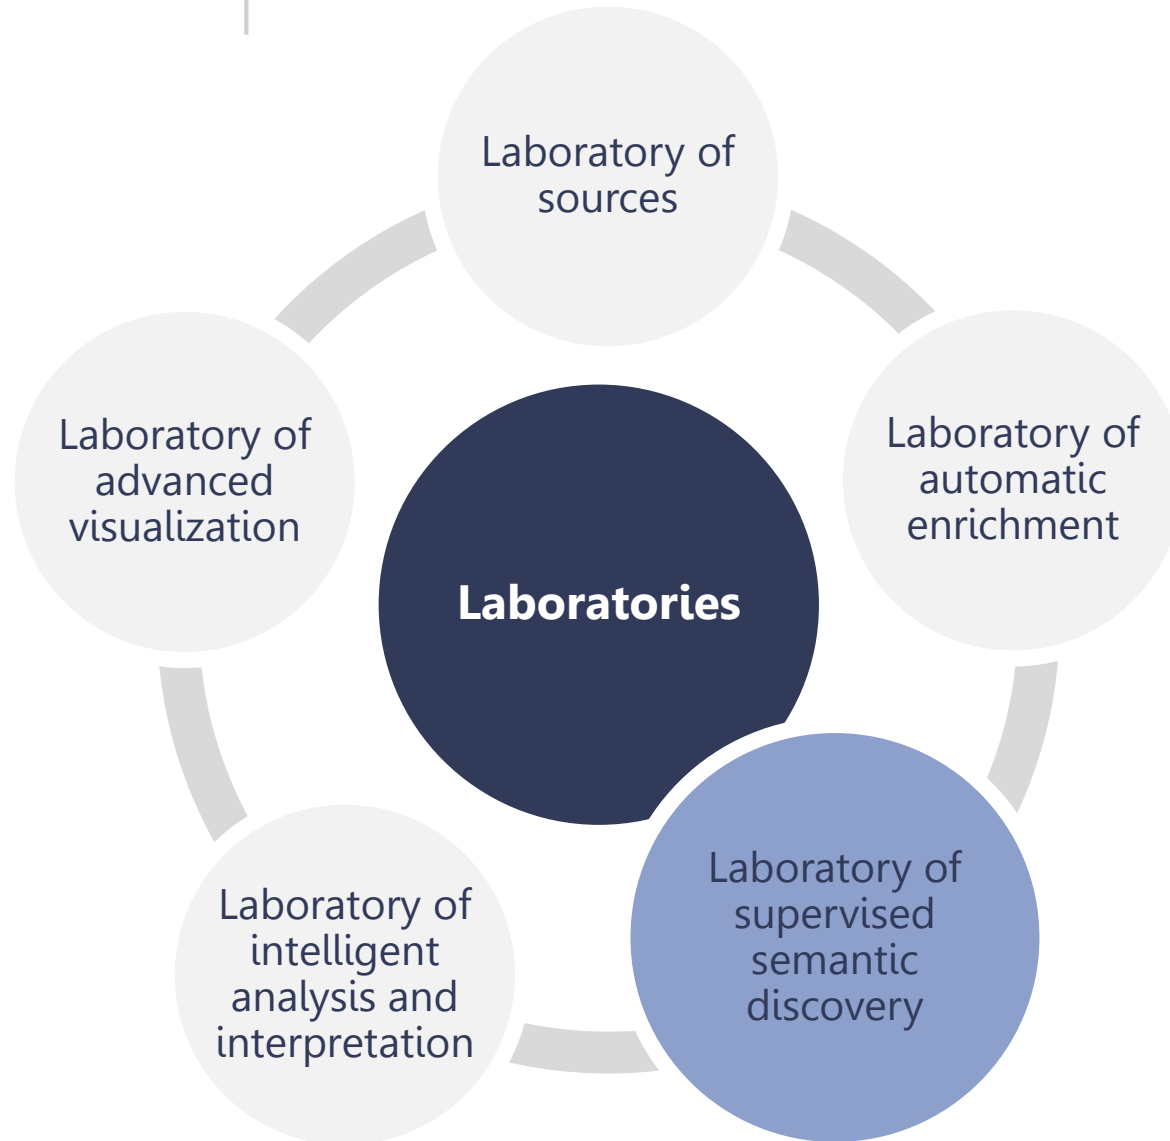 Laboratory of
sources
Laboratory of
automatic
enrichment
Laboratory of
supervised
semantic
discovery
Laboratory of
intelligent
analysis and
interpretation
Laboratory of
advanced
visualization
Laboratories